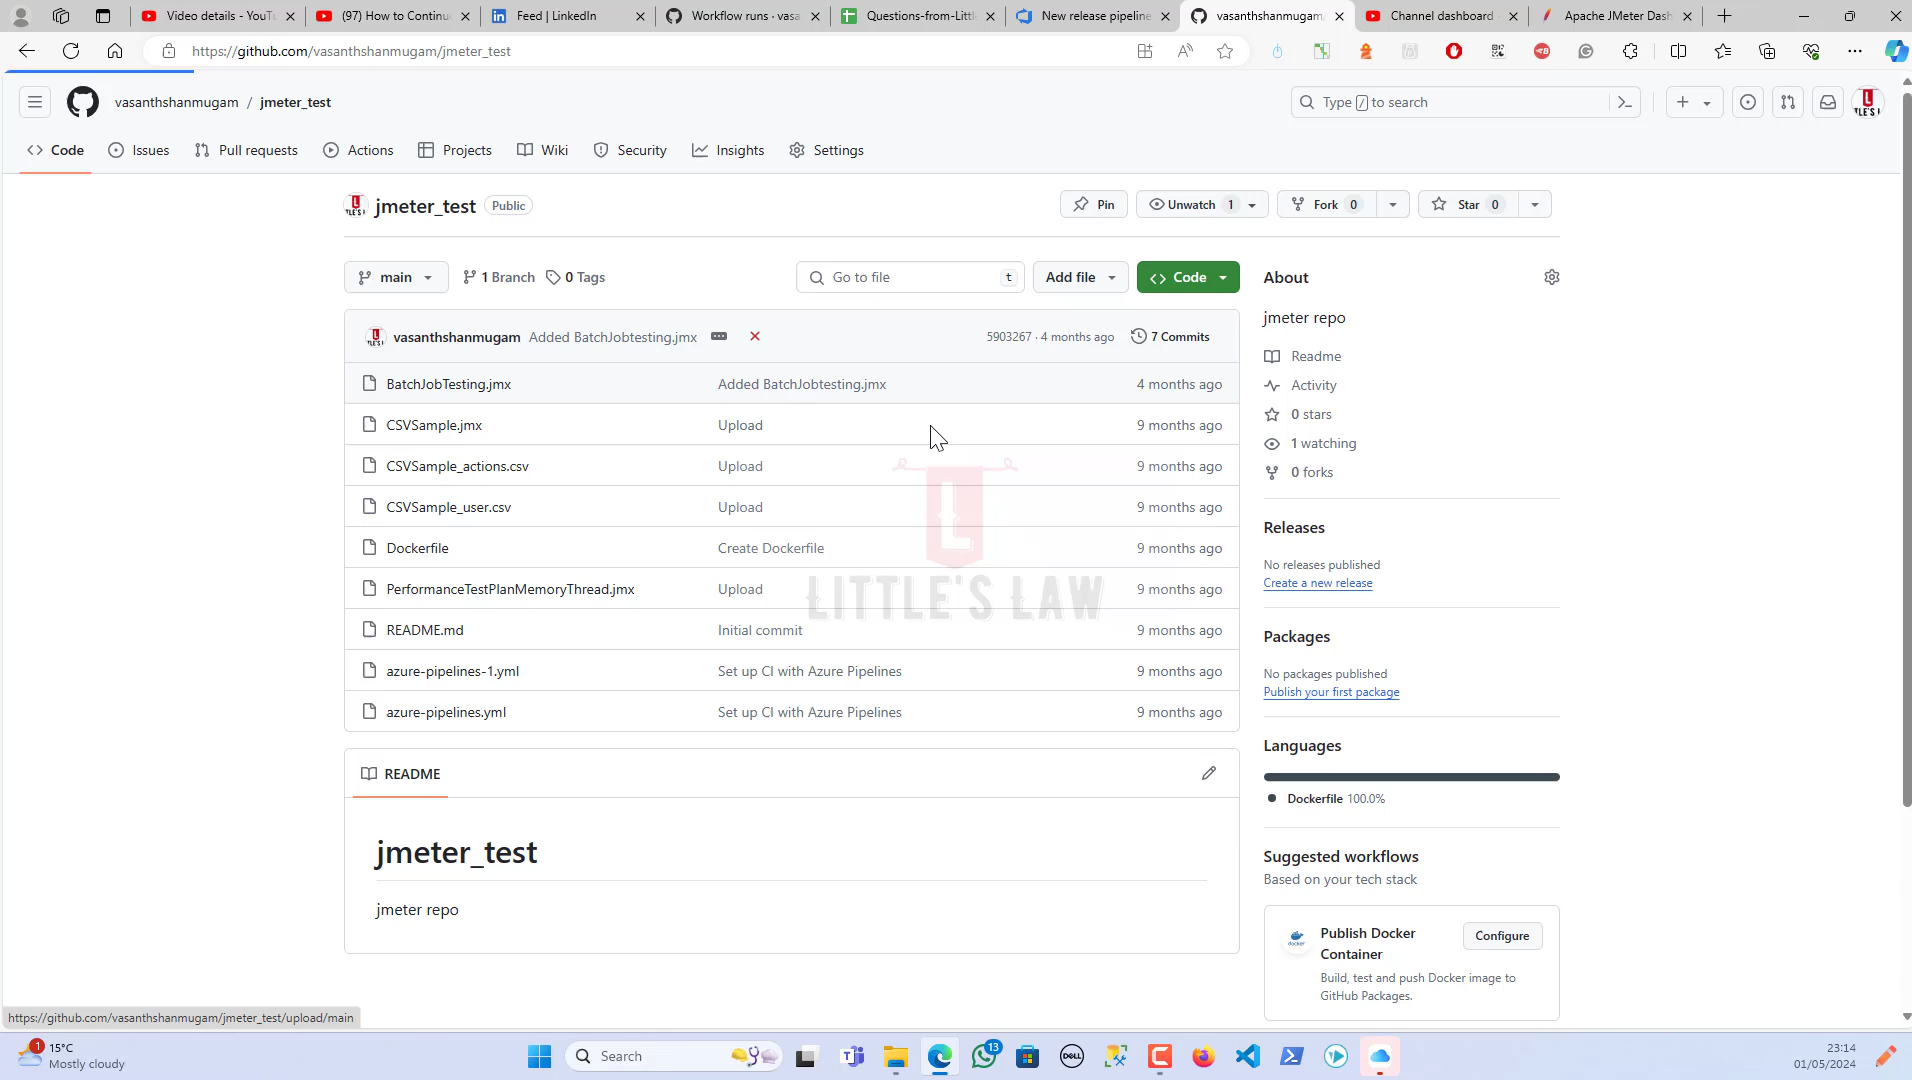 Video details - YouTu
(97) How to Continu
Feed | LinkedIn
Workflow runs · vasa
Questions-from-Littl
New release pipeline
vasanthshanmugam
Channel dashboard
Apache JMeter Dash
https://github.com/vasanthshanmugam/jmeter_test
vasanthshanmugam / jmeter_test
Type / to search
Code
Issues
Pull requests
Actions
Projects
Wiki
Security
Insights
Settings
jmeter_test Public
Pin
Unwatch 1
Fork 0
Star 0
main
1 Branch
0 Tags
Go to file t
Add file
Code
vasanthshanmugam Added BatchJobtesting.jmx
5903267 · 4 months ago
7 Commits
BatchJobTesting.jmx Added BatchJobtesting.jmx 4 months ago
CSVSample.jmx Upload 9 months ago
CSVSample_actions.csv Upload 9 months ago
CSVSample_user.csv Upload 9 months ago
Dockerfile Create Dockerfile 9 months ago
PerformanceTestPlanMemoryThread.jmx Upload 9 months ago
README.md Initial commit 9 months ago
azure-pipelines-1.yml Set up CI with Azure Pipelines 9 months ago
azure-pipelines.yml Set up CI with Azure Pipelines 9 months ago
L
LITTLE'S LAW
README
jmeter_test
jmeter repo
About
jmeter repo
Readme
Activity
0 stars
1 watching
0 forks
Releases
No releases published
Create a new release
Packages
No packages published
Publish your first package
Languages
Dockerfile 100.0%
Suggested workflows
Based on your tech stack
Publish Docker Container
Configure
Build, test and push Docker image to
GitHub Packages.
https://github.com/vasanthshanmugam/jmeter_test/upload/main
1
15°C
Mostly cloudy
Search
13
DELL
23:14
01/05/2024